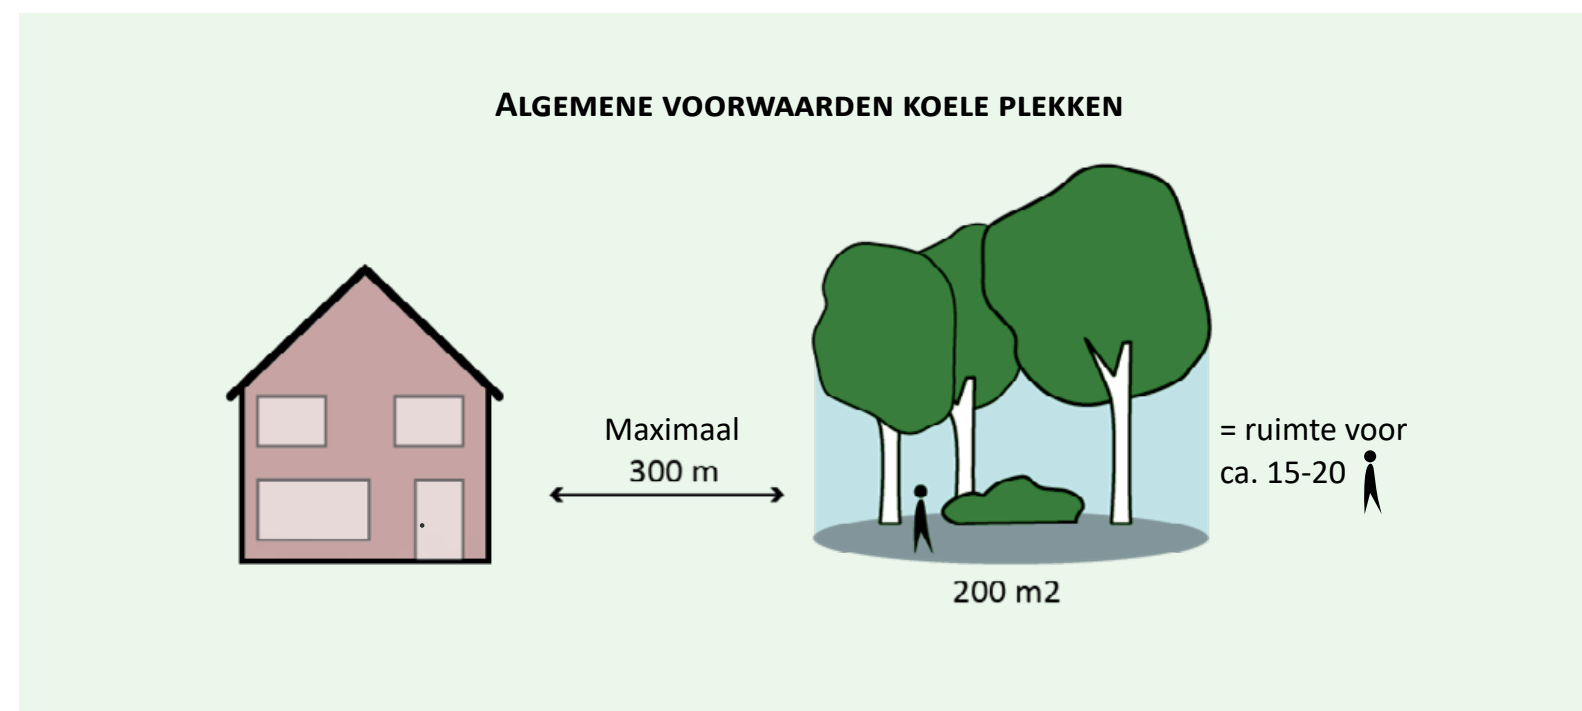 ALGEMENE VOORWAARDEN KOELE PLEKKEN
Maximaal
300 m
= ruimte voor
ca. 15-20
200 m2